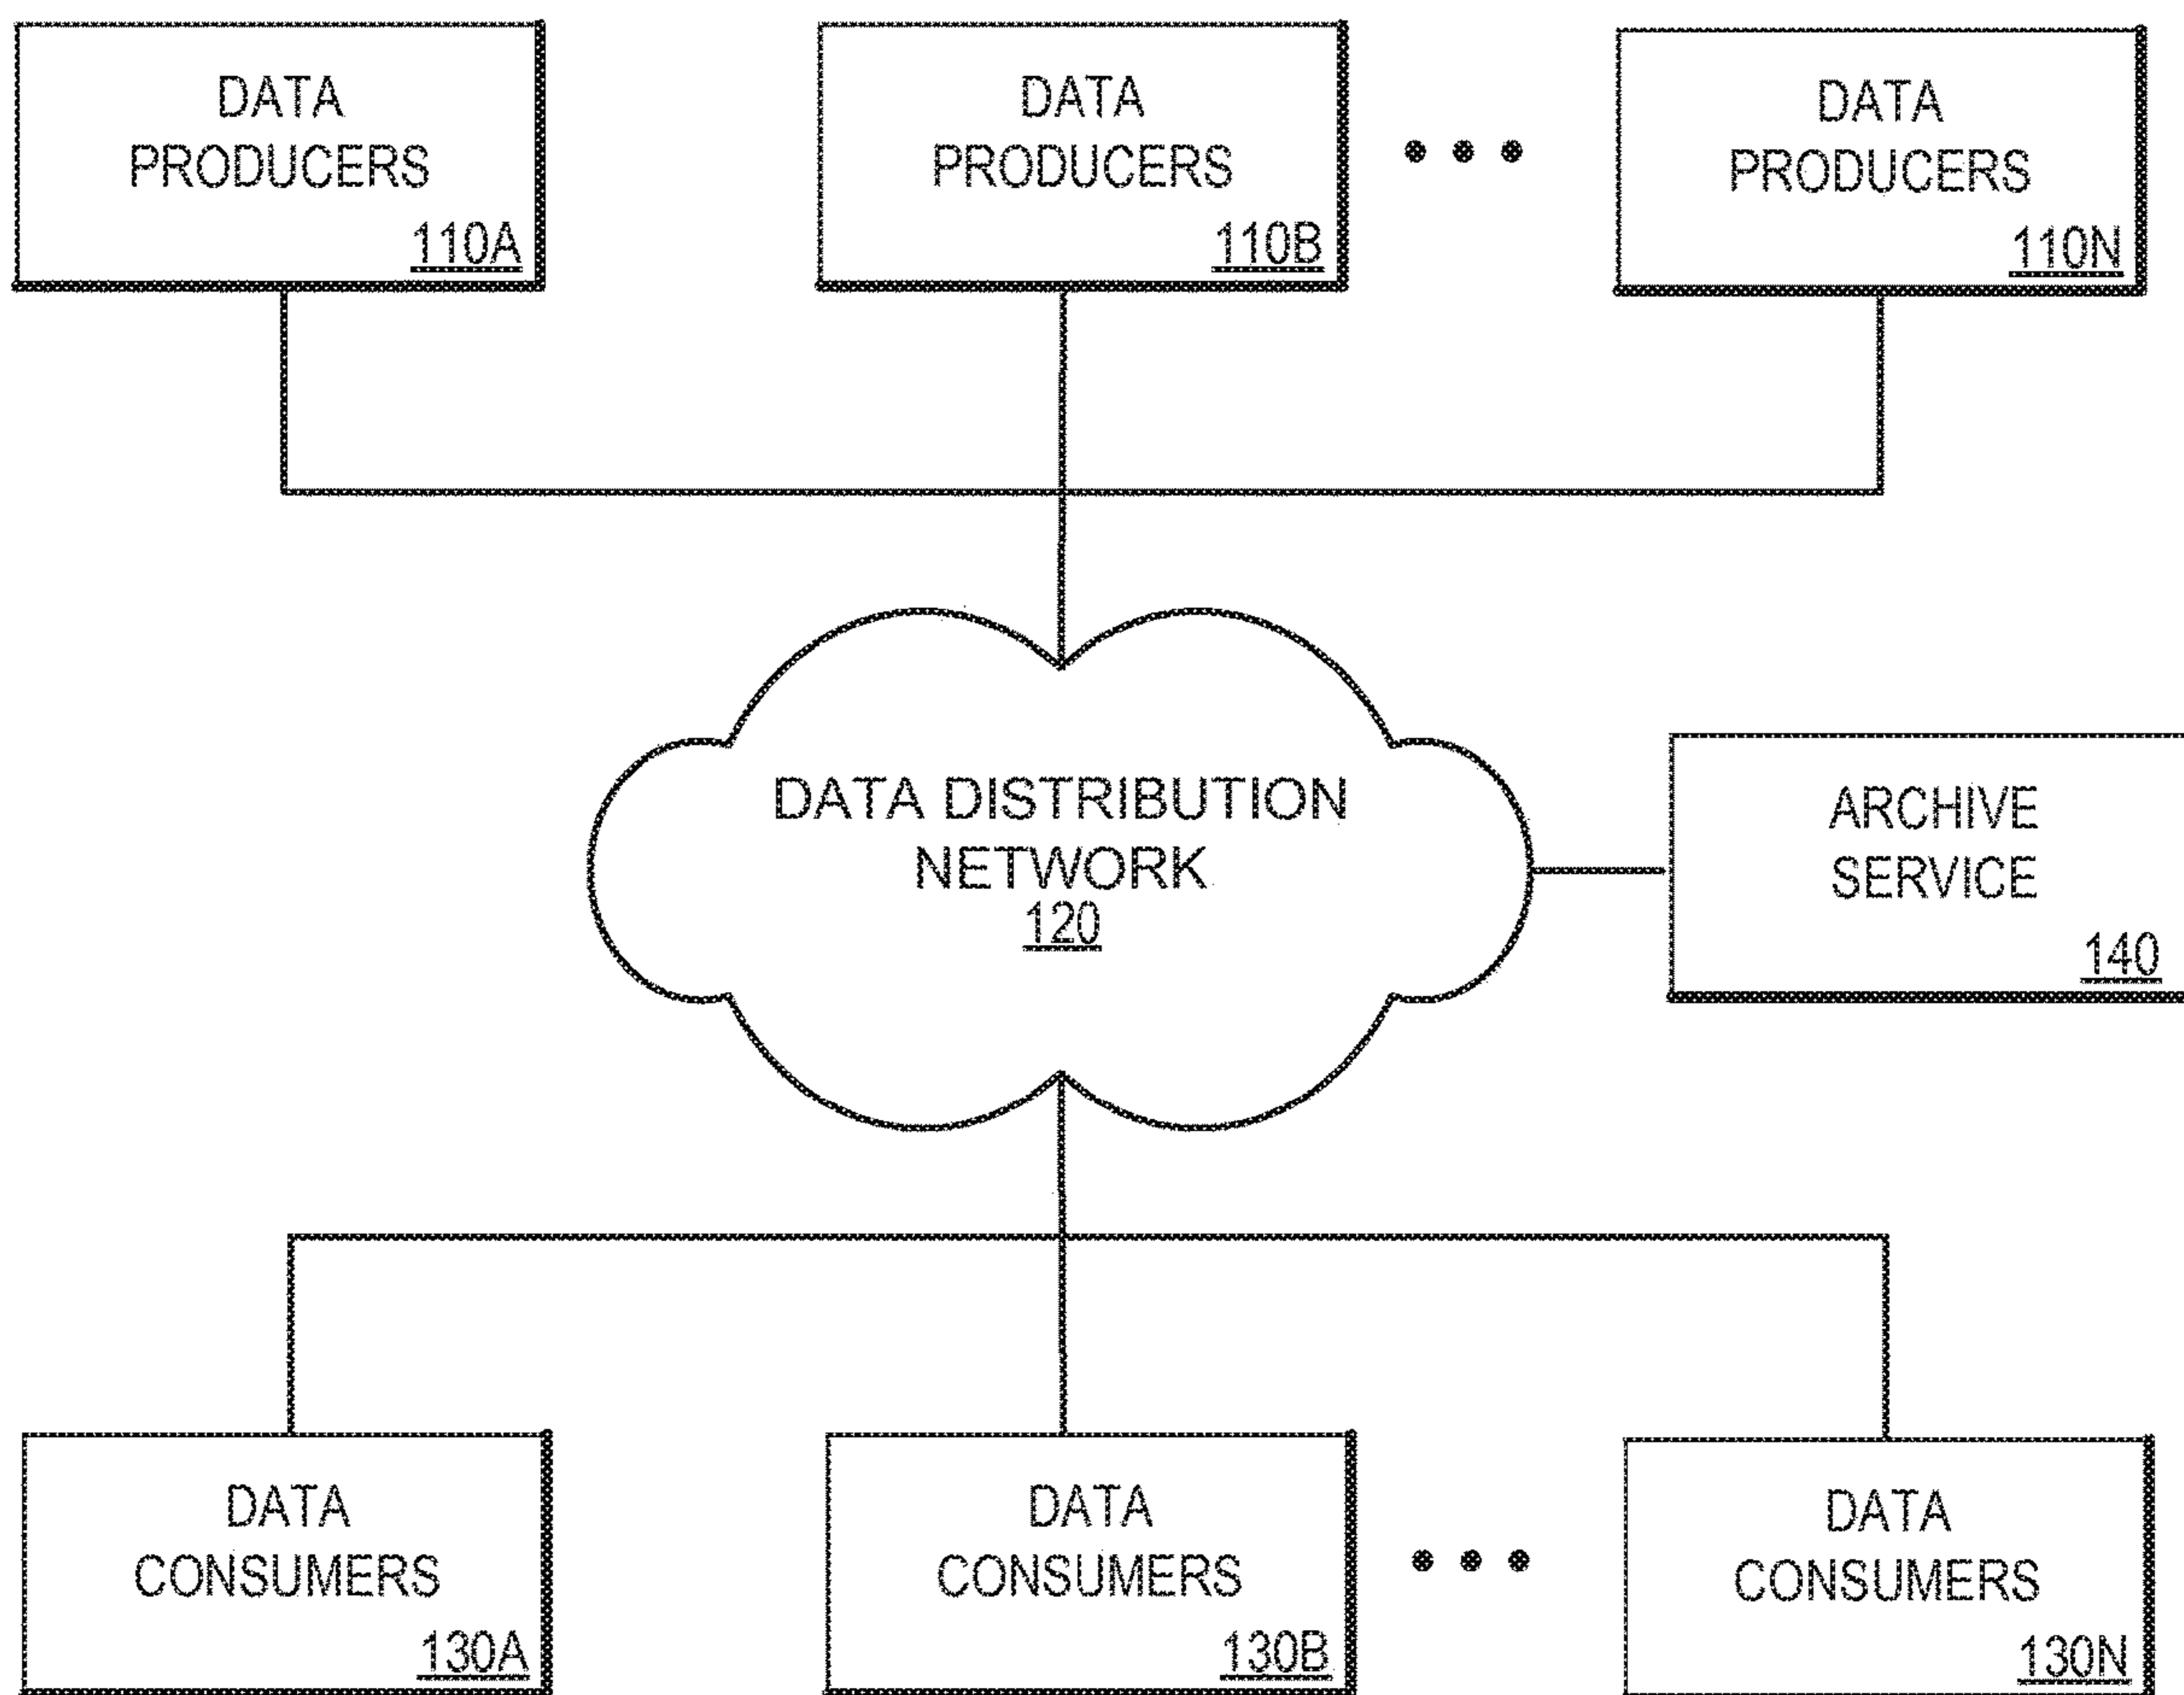 DATA
PRODUCERS
110A
DATA
PRODUCERS
110B
DATA
PRODUCERS
110N
DATA DISTRIBUTION
NETWORK
120
ARCHIVE
SERVICE
140
DATA
CONSUMERS
130A
DATA
CONSUMERS
130B
DATA
CONSUMERS
130N